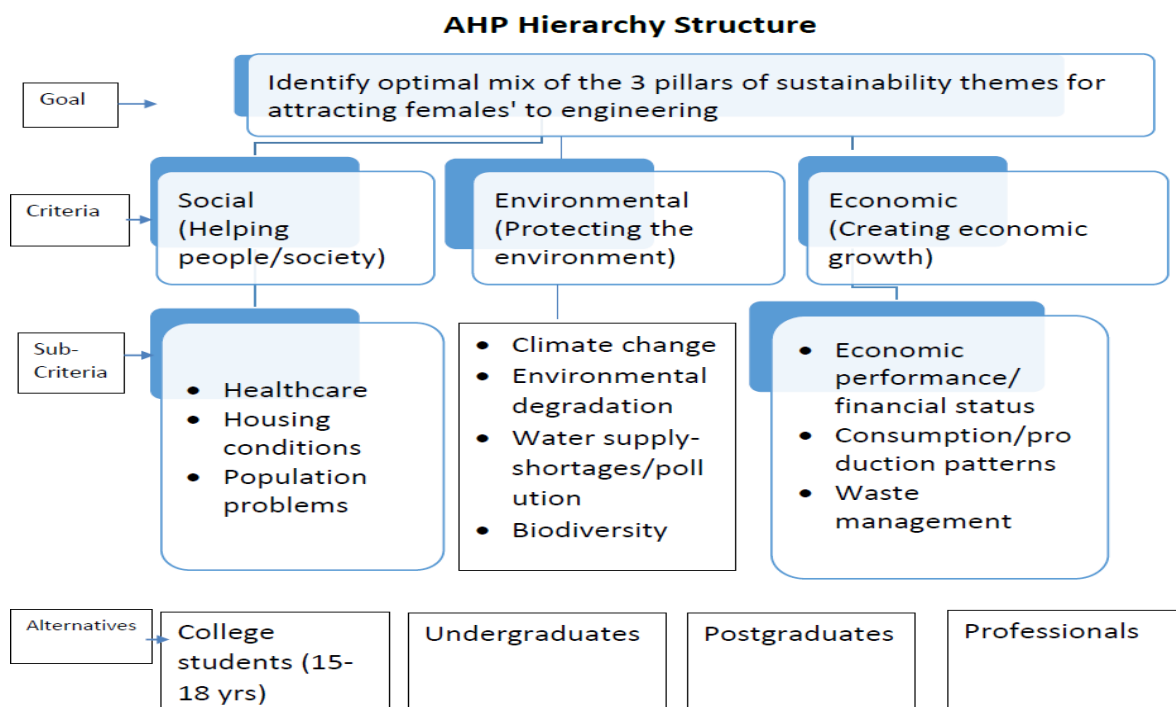 AHP Hierarchy Structure
Goal
Identify optimal mix of the 3 pillars of sustainability themes for
attracting females' to engineering
Criteria
Social
(Helping
people/society)
Environmental
(Protecting the
environment)
Economic
(Creating economic
growth)
Sub-
Criteria
• Healthcare
• Housing
conditions
• Population
problems
• Climate change
• Environmental
degradation
• Water supply-
shortages/poll
ution
• Biodiversity
• Economic
performance/
financial status
• Consumption/pro
duction patterns
• Waste
management
Alternatives
College
students (15-
18 yrs)
Undergraduates
Postgraduates
Professionals